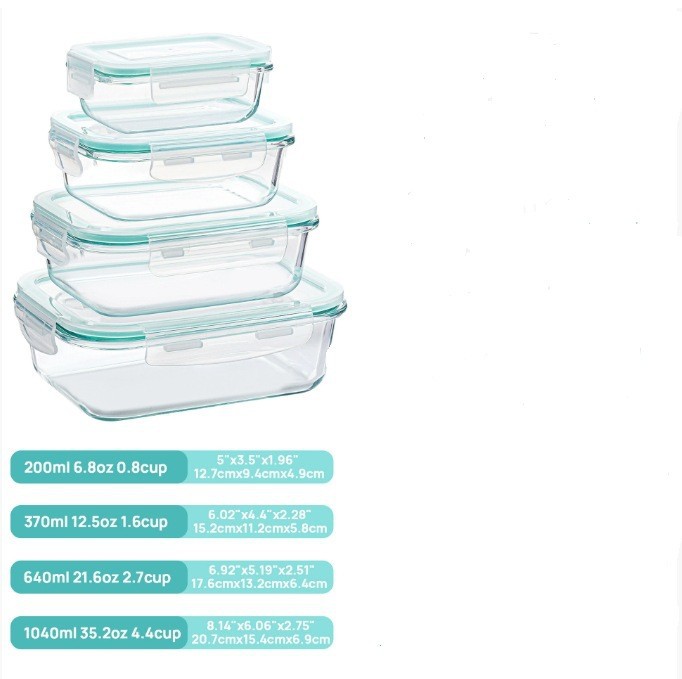 200ml 6.8oz 0.8cup
5"x3.5"x1.96"
12.7cmx9.4cmx4.9cm
370ml 12.5oz 1.6cup
6.02"x4.4"x2.28"
15.2cmx11.2cmx5.8cm
640ml 21.6oz 2.7cup
6.92"x5.19"x2.51"
17.6cmx13.2cmx6.4cm
1040ml 35.2oz 4.4cup
8.14"x6.06"x2.75"
20.7cmx15.4cmx6.9cm